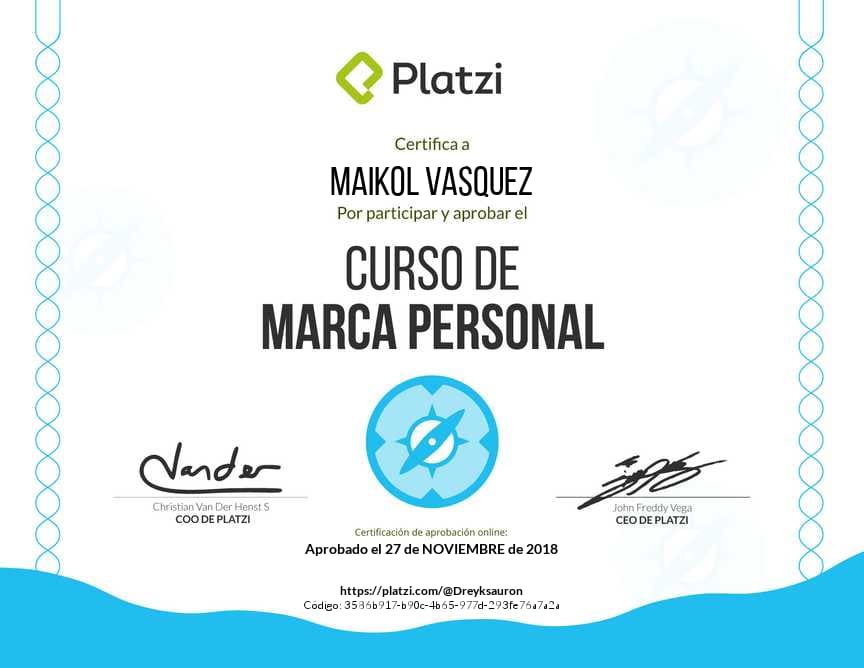 Platzi
Certifica a
MAIKOL VASQUEZ
Por participar y aprobar el
CURSO DE
MARCA PERSONAL
Vander
Christian Van Der Henst S
COO DE PLATZI
John Freddy Vega
CEO DE PLATZI
Certificación de aprobación online:
Aprobado el 27 de NOVIEMBRE de 2018
https://platzi.com/@Dreyksauron
Código: 3586b917-b90c-4b65-977d-293fe76a7a2a